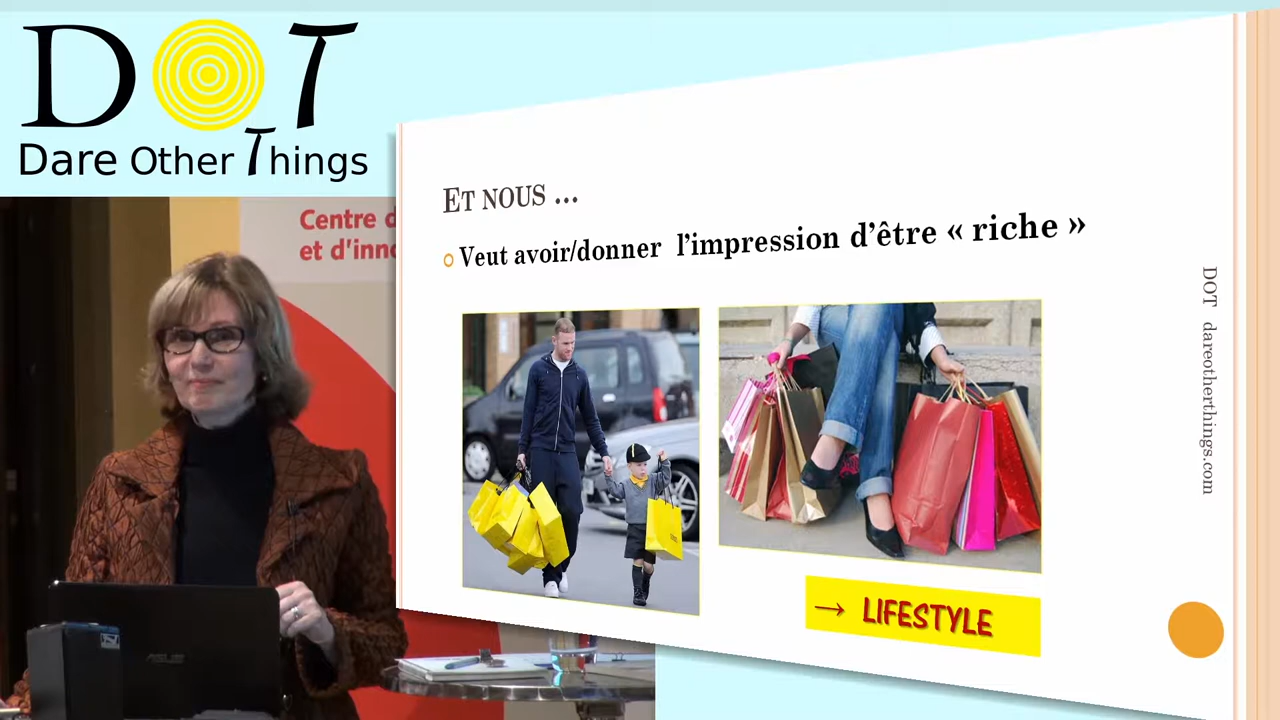 DOT
Dare Other Things
Centre d
et d'inno
ET NOUS ...
Veut avoir/donner l'impression d'être « riche »
→ LIFESTYLE
DOT dareotherthings.com
ASUS